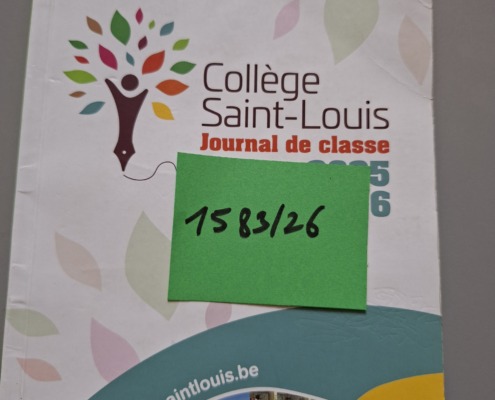 Collège
Saint-Louis
Journal de classe
1583/26
saintlouis.be